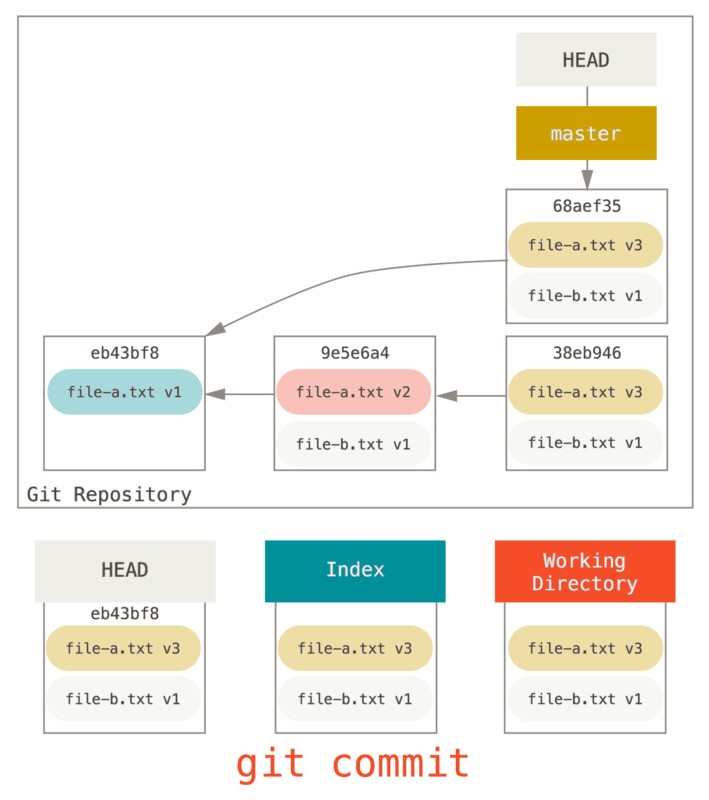 HEAD
master
68aef35
file-a.txt v3
file-b.txt v1
eb43bf8
file-a.txt v1
9e5e6a4
file-a.txt v2
file-b.txt v1
38eb946
file-a.txt v3
file-b.txt v1
Git Repository
HEAD
eb43bf8
file-a.txt v3
file-b.txt v1
Index
file-a.txt v3
file-b.txt v1
Working
Directory
file-a.txt v3
file-b.txt v1
git commit